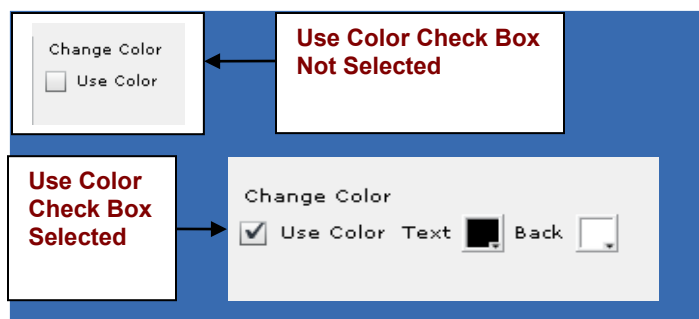 Change Color
Use Color
Use Color Check Box
Not Selected
Use Color
Check Box
Selected
Change Color
Use Color Text Back